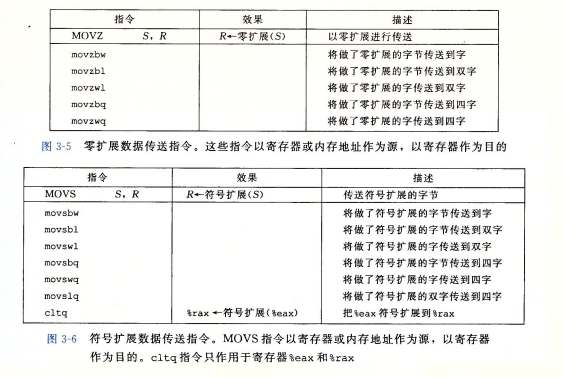 指令 效果 描述
MOVZ S, R R←零扩展(S) 以零扩展进行传送
movzbw 将做了零扩展的字节传送到字
movzbl 将做了零扩展的字节传送到双字
movzwl 将做了零扩展的字传送到双字
movzbq 将做了零扩展的字节传送到四字
movzwq 将做了零扩展的字传送到四字
图 3-5 零扩展数据传送指令。这些指令以寄存器或内存地址作为源，以寄存器作为目的
指令 效果 描述
MOVS S, R R←符号扩展(S) 传送符号扩展的字节
movsbw 将做了符号扩展的字节传送到字
movsbl 将做了符号扩展的字节传送到双字
movswl 将做了符号扩展的字传送到双字
movsbq 将做了符号扩展的字节传送到四字
movswq 将做了符号扩展的字传送到四字
movslq 将做了符号扩展的双字传送到四字
cltq %rax←符号扩展(%eax) 把%eax符号扩展到%rax
图 3-6 符号扩展数据传送指令。MOVS指令以寄存器或内存地址作为源，以寄存器
作为目的。cltq指令只作用于寄存器%eax和%rax